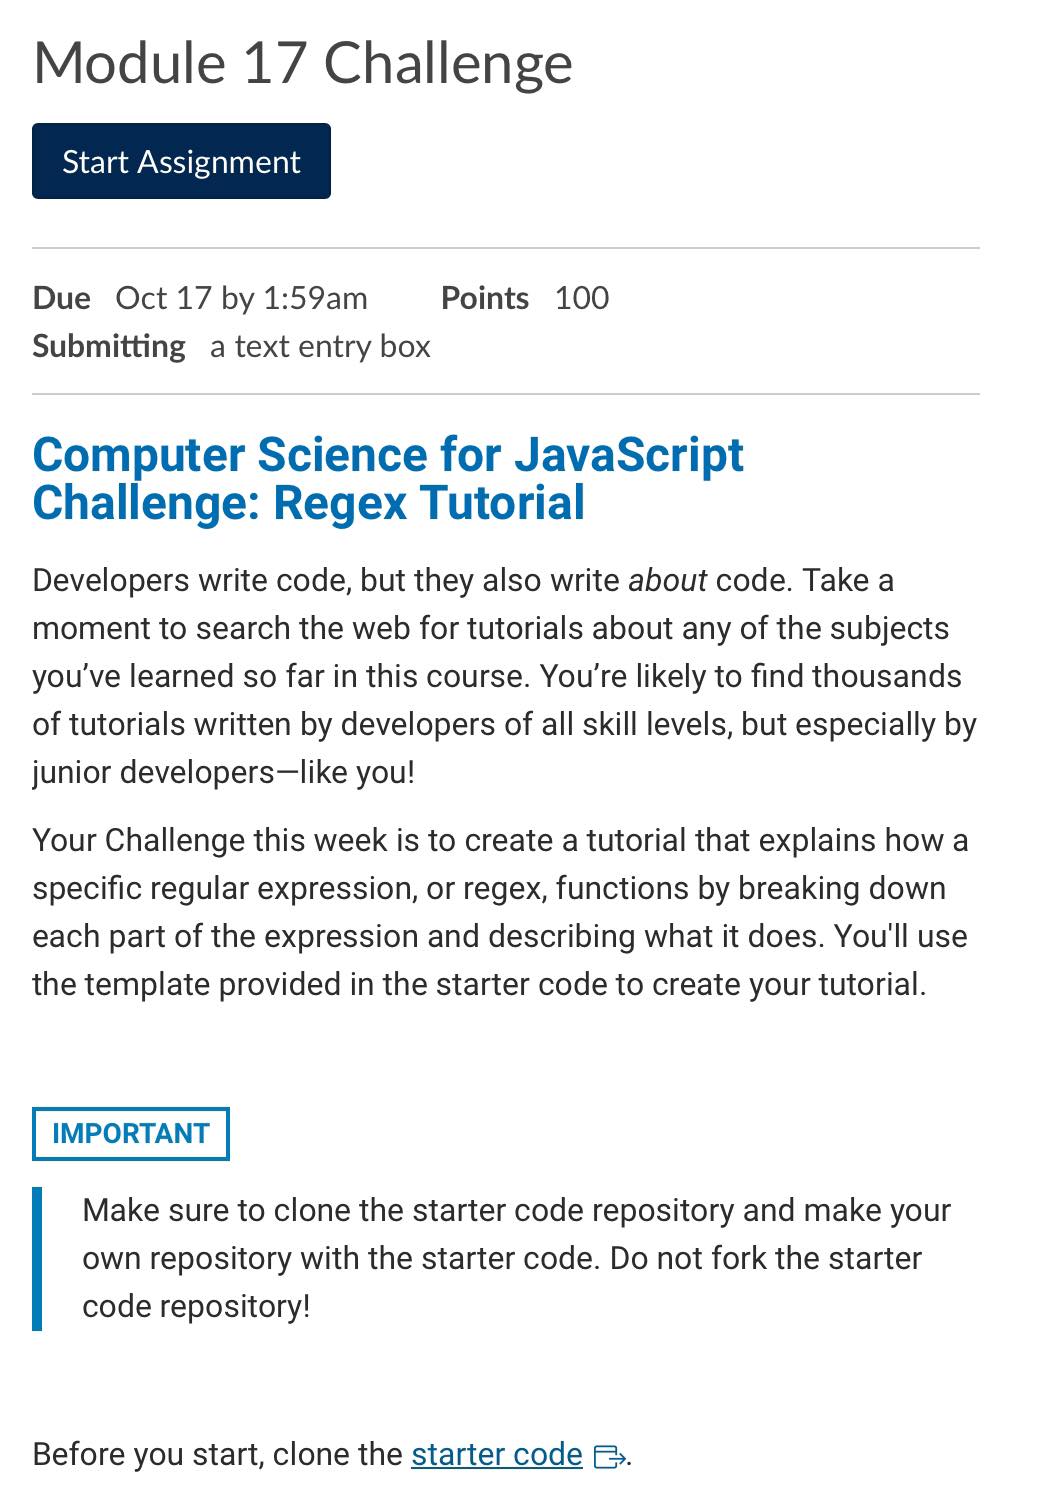 Module 17 Challenge
Start Assignment
Due Oct 17 by 1:59am Points 100
Submitting a text entry box
Computer Science for JavaScript
Challenge: Regex Tutorial
Developers write code, but they also write about code. Take a
moment to search the web for tutorials about any of the subjects
you’ve learned so far in this course. You’re likely to find thousands
of tutorials written by developers of all skill levels, but especially by
junior developers—like you!
Your Challenge this week is to create a tutorial that explains how a
specific regular expression, or regex, functions by breaking down
each part of the expression and describing what it does. You'll use
the template provided in the starter code to create your tutorial.
IMPORTANT
Make sure to clone the starter code repository and make your
own repository with the starter code. Do not fork the starter
code repository!
Before you start, clone the starter code.